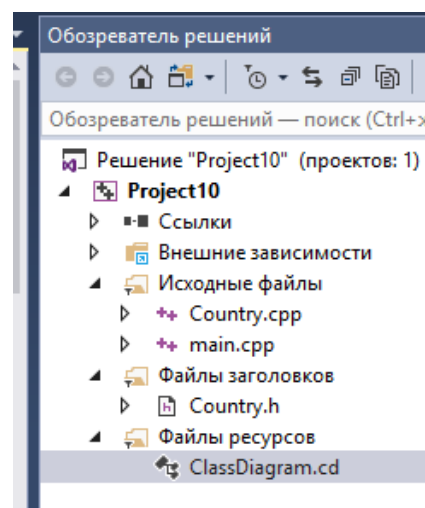 Обозреватель решений
Обозреватель решений — поиск (Ctrl+ж
Решение "Project10" (проектов: 1)
Project10
Ссылки
Внешние зависимости
Исходные файлы
++ Country.cpp
++ main.cpp
Файлы заголовков
h Country.h
Файлы ресурсов
ClassDiagram.cd